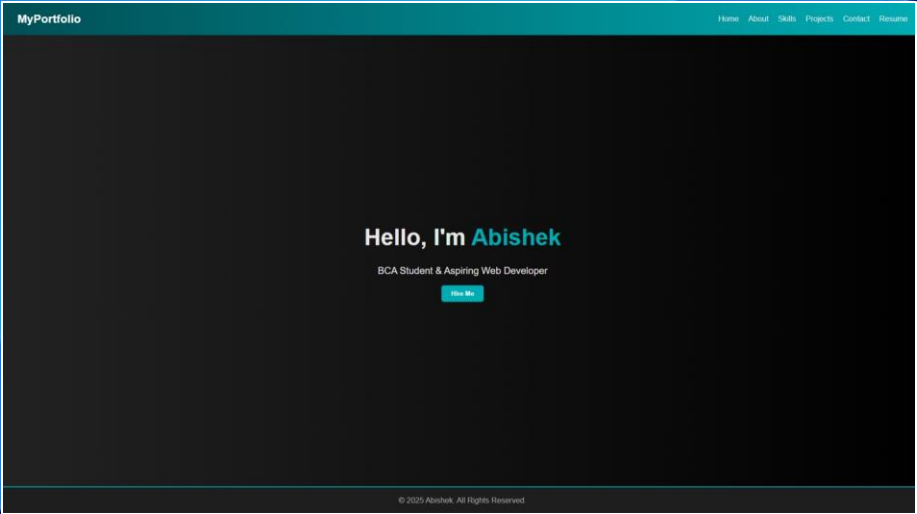 MyPortfolio
Home About Skills Projects Contact Resume
Hello, I'm Abishek
BCA Student & Aspiring Web Developer
Hire Me
© 2025 Abishek. All Rights Reserved.